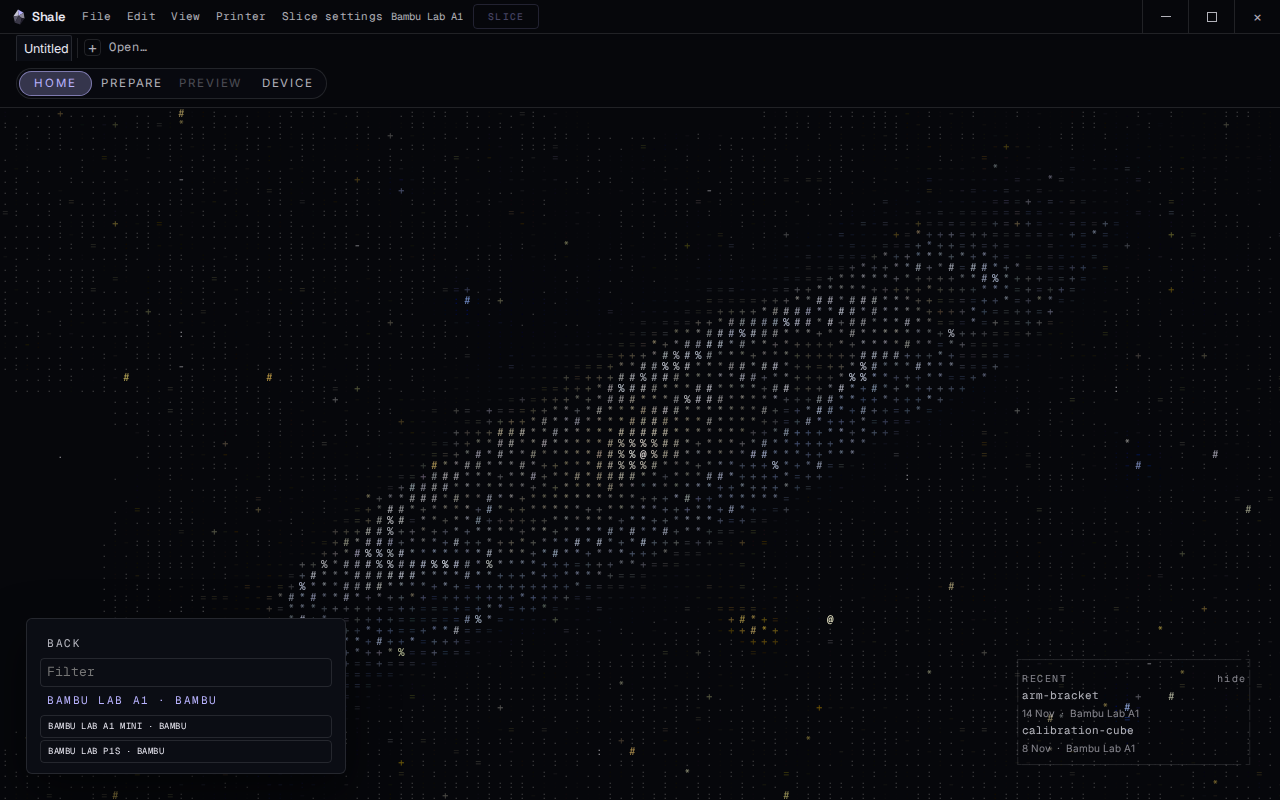 Shale File Edit View Printer Slice settings Bambu Lab A1 SLICE
Untitled + Open…
HOME PREPARE PREVIEW DEVICE
BACK
Filter
BAMBU LAB A1 · BAMBU
BAMBU LAB A1 MINI · BAMBU
BAMBU LAB P1S · BAMBU
RECENT hide
arm-bracket
14 Nov · Bambu Lab A1
calibration-cube
8 Nov · Bambu Lab A1